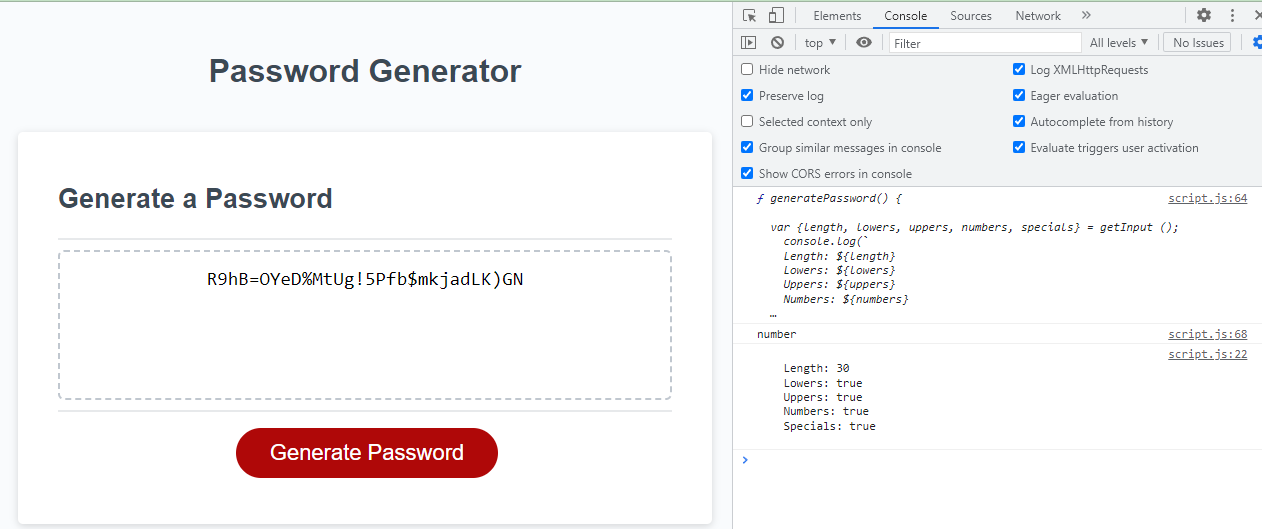 Password Generator
Generate a Password
R9hB=OYeD%MtUg!5Pfb$mkjadLK)GN
Generate Password
Elements Console Sources Network »
top ▼ Filter All levels ▼ No Issues
Hide network Log XMLHttpRequests
Preserve log Eager evaluation
Selected context only Autocomplete from history
Group similar messages in console Evaluate triggers user activation
Show CORS errors in console
ƒ generatePassword() { script.js:64
var {length, lowers, uppers, numbers, specials} = getInput ();
console.log(`
Length: ${length}
Lowers: ${lowers}
Uppers: ${uppers}
Numbers: ${numbers}
…
number script.js:68
script.js:22
Length: 30
Lowers: true
Uppers: true
Numbers: true
Specials: true